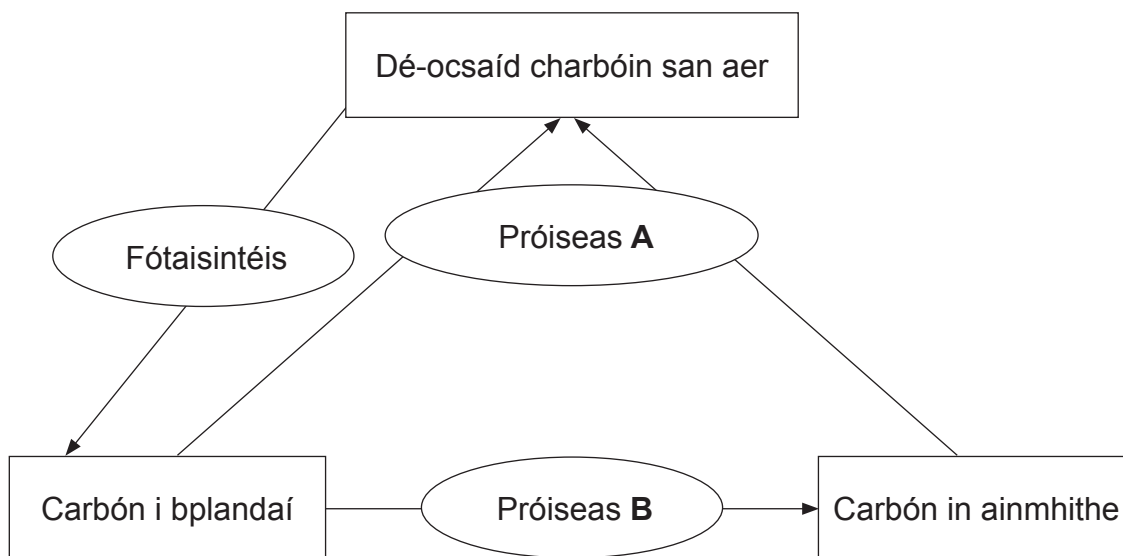 Dé-ocsaíd charbóin san aer
Fótaisintéis
Próiseas A
Carbón i bplandaí
Próiseas B
Carbón in ainmhithe